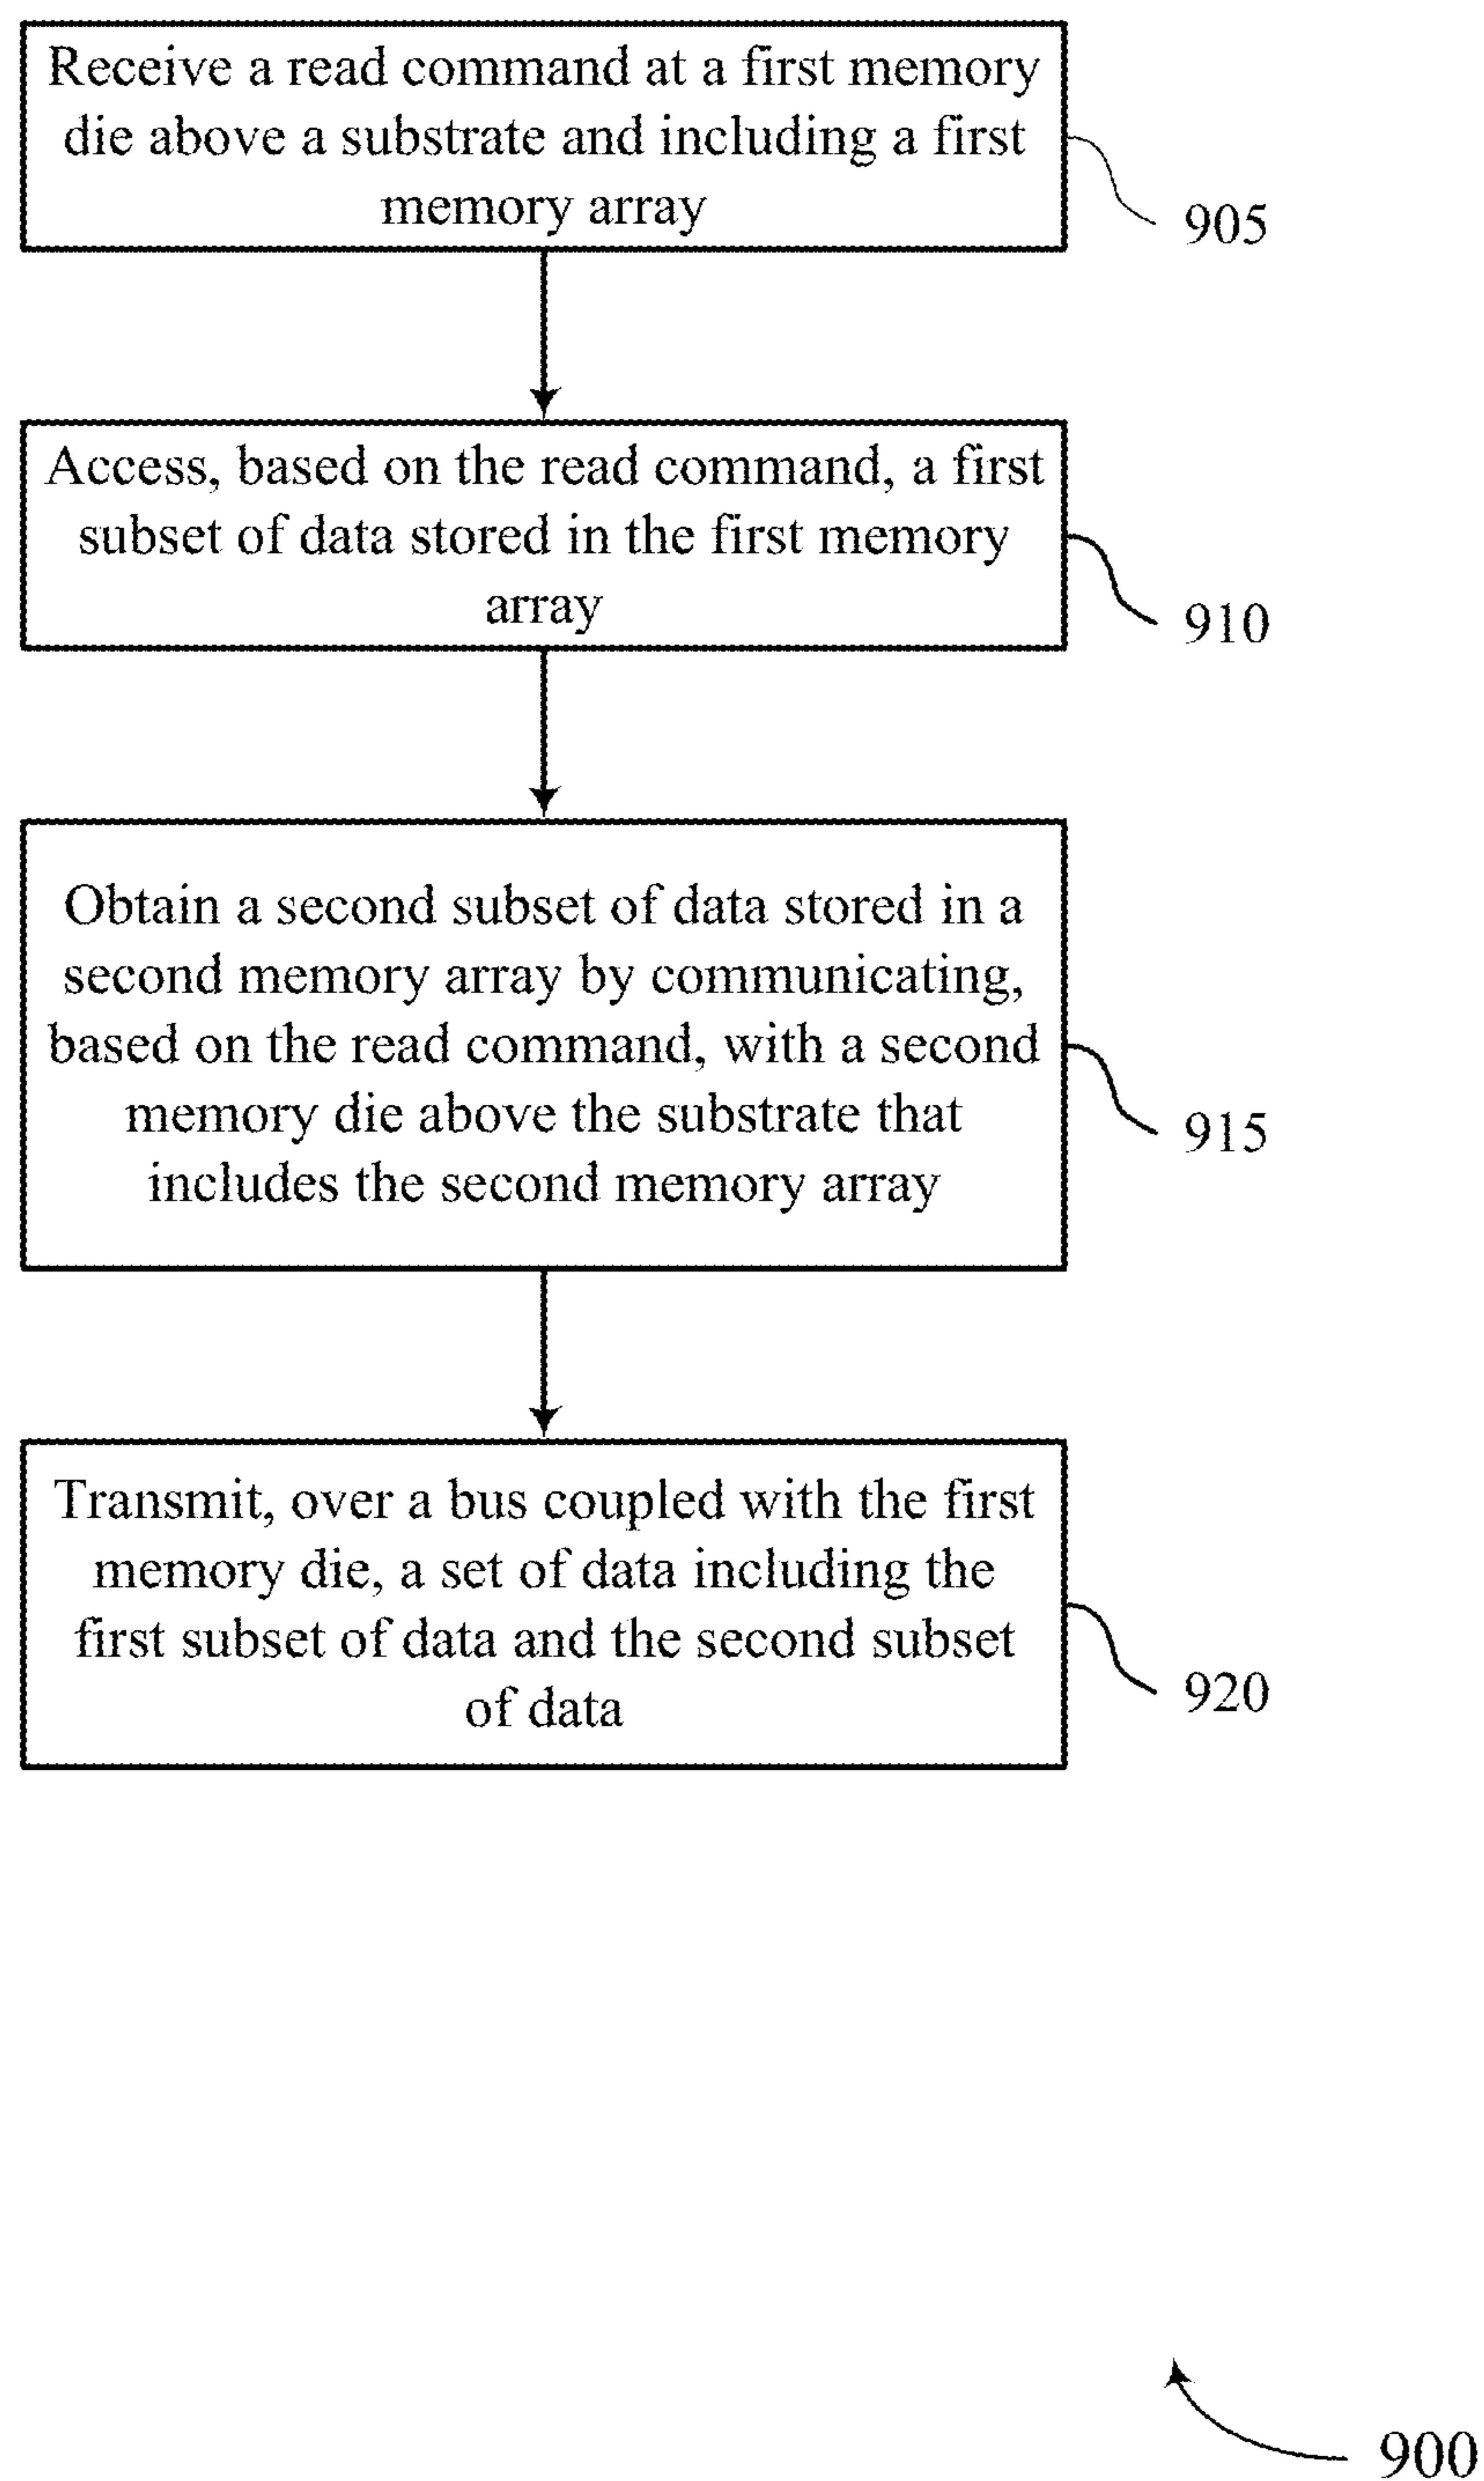 Receive a read command at a first memory
die above a substrate and including a first
memory array
905
Access, based on the read command, a first
subset of data stored in the first memory
array
910
Obtain a second subset of data stored in a
second memory array by communicating,
based on the read command, with a second
memory die above the substrate that
includes the second memory array
915
Transmit, over a bus coupled with the first
memory die, a set of data including the
first subset of data and the second subset
of data
920
900